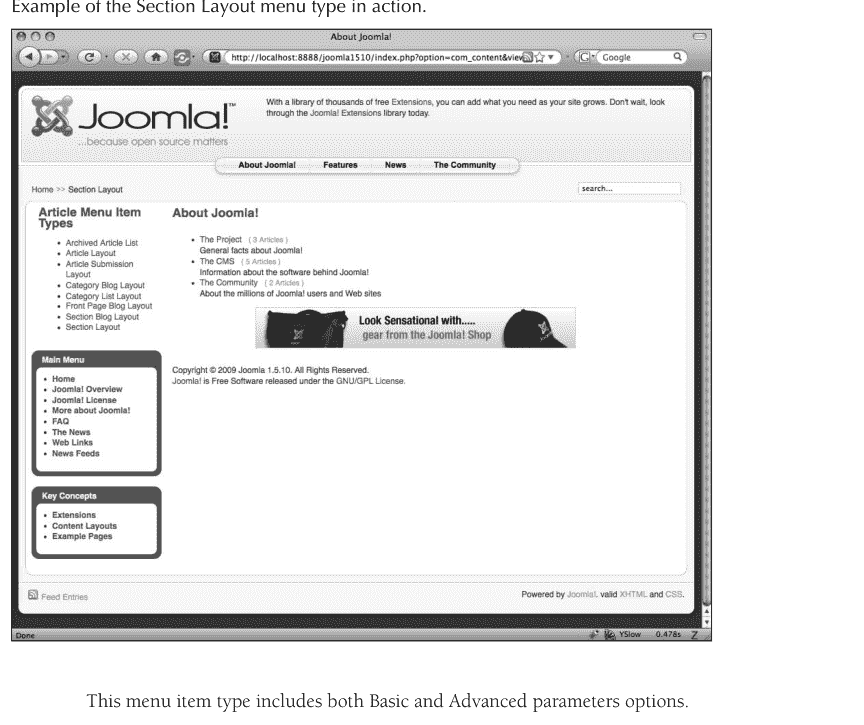 Example of the Section Layout menu type in action.
About Joomla!
http://localhost:8888/joomla1510/index.php?option=com_content&view
G
Google
Joomla!™
...because open source matters
With a library of thousands of free Extensions, you can add what you need as your site grows. Don't wait, look
through the Joomla! Extensions library today.
About Joomla! Features News The Community
Home >> Section Layout
search...
Article Menu Item
Types
• Archived Article List
• Article Layout
• Article Submission
Layout
• Category Blog Layout
• Category List Layout
• Front Page Blog Layout
• Section Blog Layout
• Section Layout
Main Menu
• Home
• Joomla! Overview
• Joomla! License
• More about Joomla!
• FAQ
• The News
• Web Links
• News Feeds
Key Concepts
• Extensions
• Content Layouts
• Example Pages
About Joomla!
• The Project ( 3 Articles )
General facts about Joomla!
• The CMS ( 5 Articles )
Information about the software behind Joomla!
• The Community ( 2 Articles )
About the millions of Joomla! users and Web sites
Look Sensational with.....
gear from the Joomla! Shop
Copyright © 2009 Joomla 1.5.10. All Rights Reserved.
Joomla! is Free Software released under the GNU/GPL License.
Feed Entries
Powered by Joomla!. valid XHTML and CSS.
Done
YSlow 0.478s Z
This menu item type includes both Basic and Advanced parameters options.